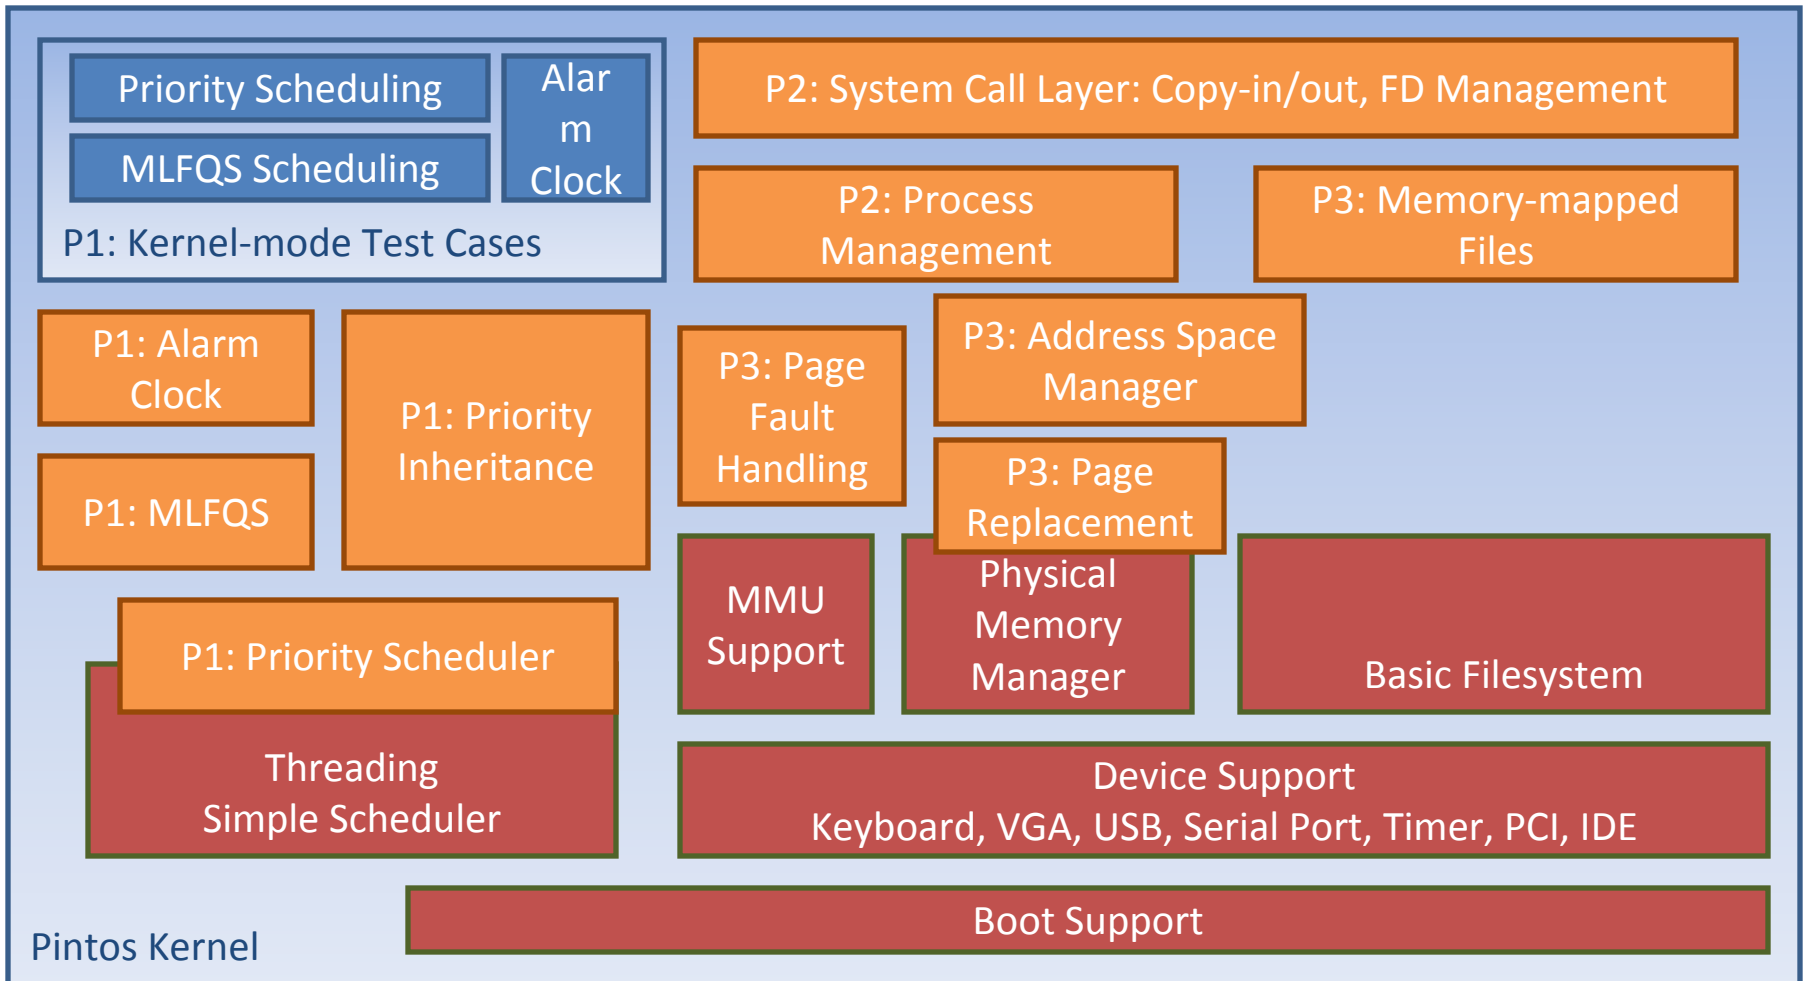 Priority Scheduling
MLFQS Scheduling
Alar
m
Clock
P1: Kernel-mode Test Cases
P2: System Call Layer: Copy-in/out, FD Management
P2: Process
Management
P3: Memory-mapped
Files
P1: Alarm
Clock
P1: Priority
Inheritance
P1: MLFQS
P3: Page
Fault
Handling
P3: Address Space
Manager
P3: Page
Replacement
P1: Priority Scheduler
Threading
Simple Scheduler
MMU
Support
Physical
Memory
Manager
Basic Filesystem
Device Support
Keyboard, VGA, USB, Serial Port, Timer, PCI, IDE
Boot Support
Pintos Kernel